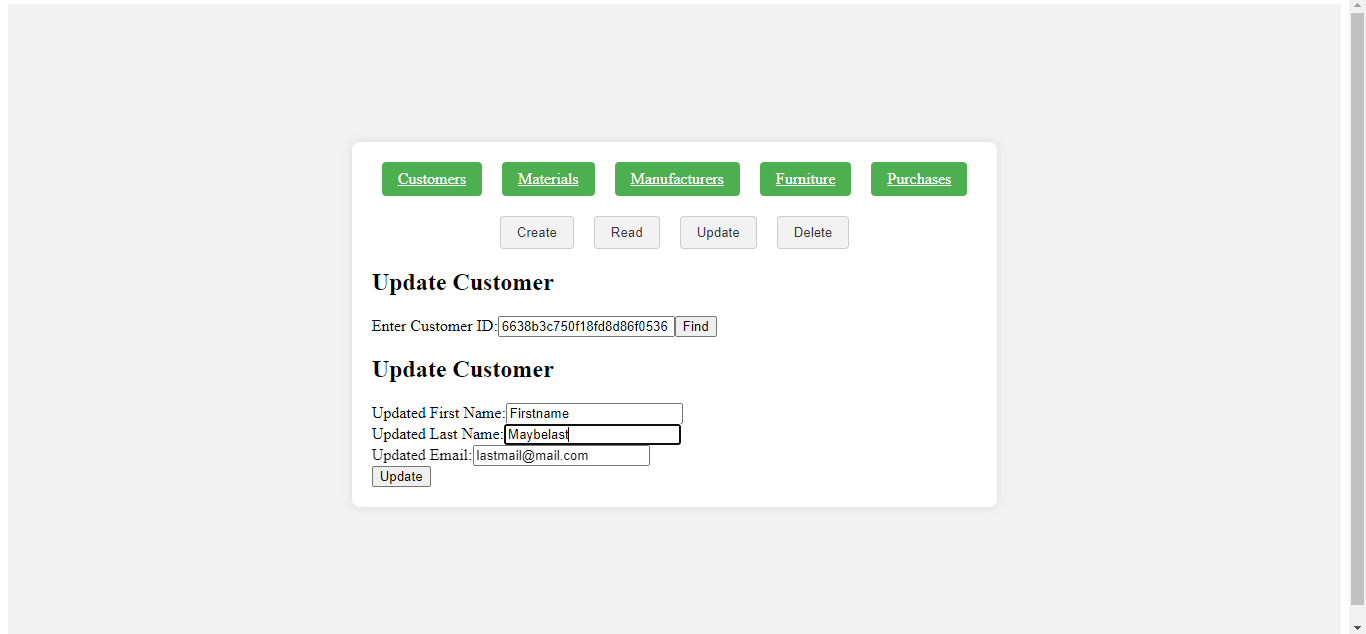 Customers Materials Manufacturers Furniture Purchases
Create Read Update Delete
Update Customer
Enter Customer ID: 6638b3c750f18fd8d86f0536 Find
Update Customer
Updated First Name: Firstname
Updated Last Name: Maybelast
Updated Email: lastmail@mail.com
Update